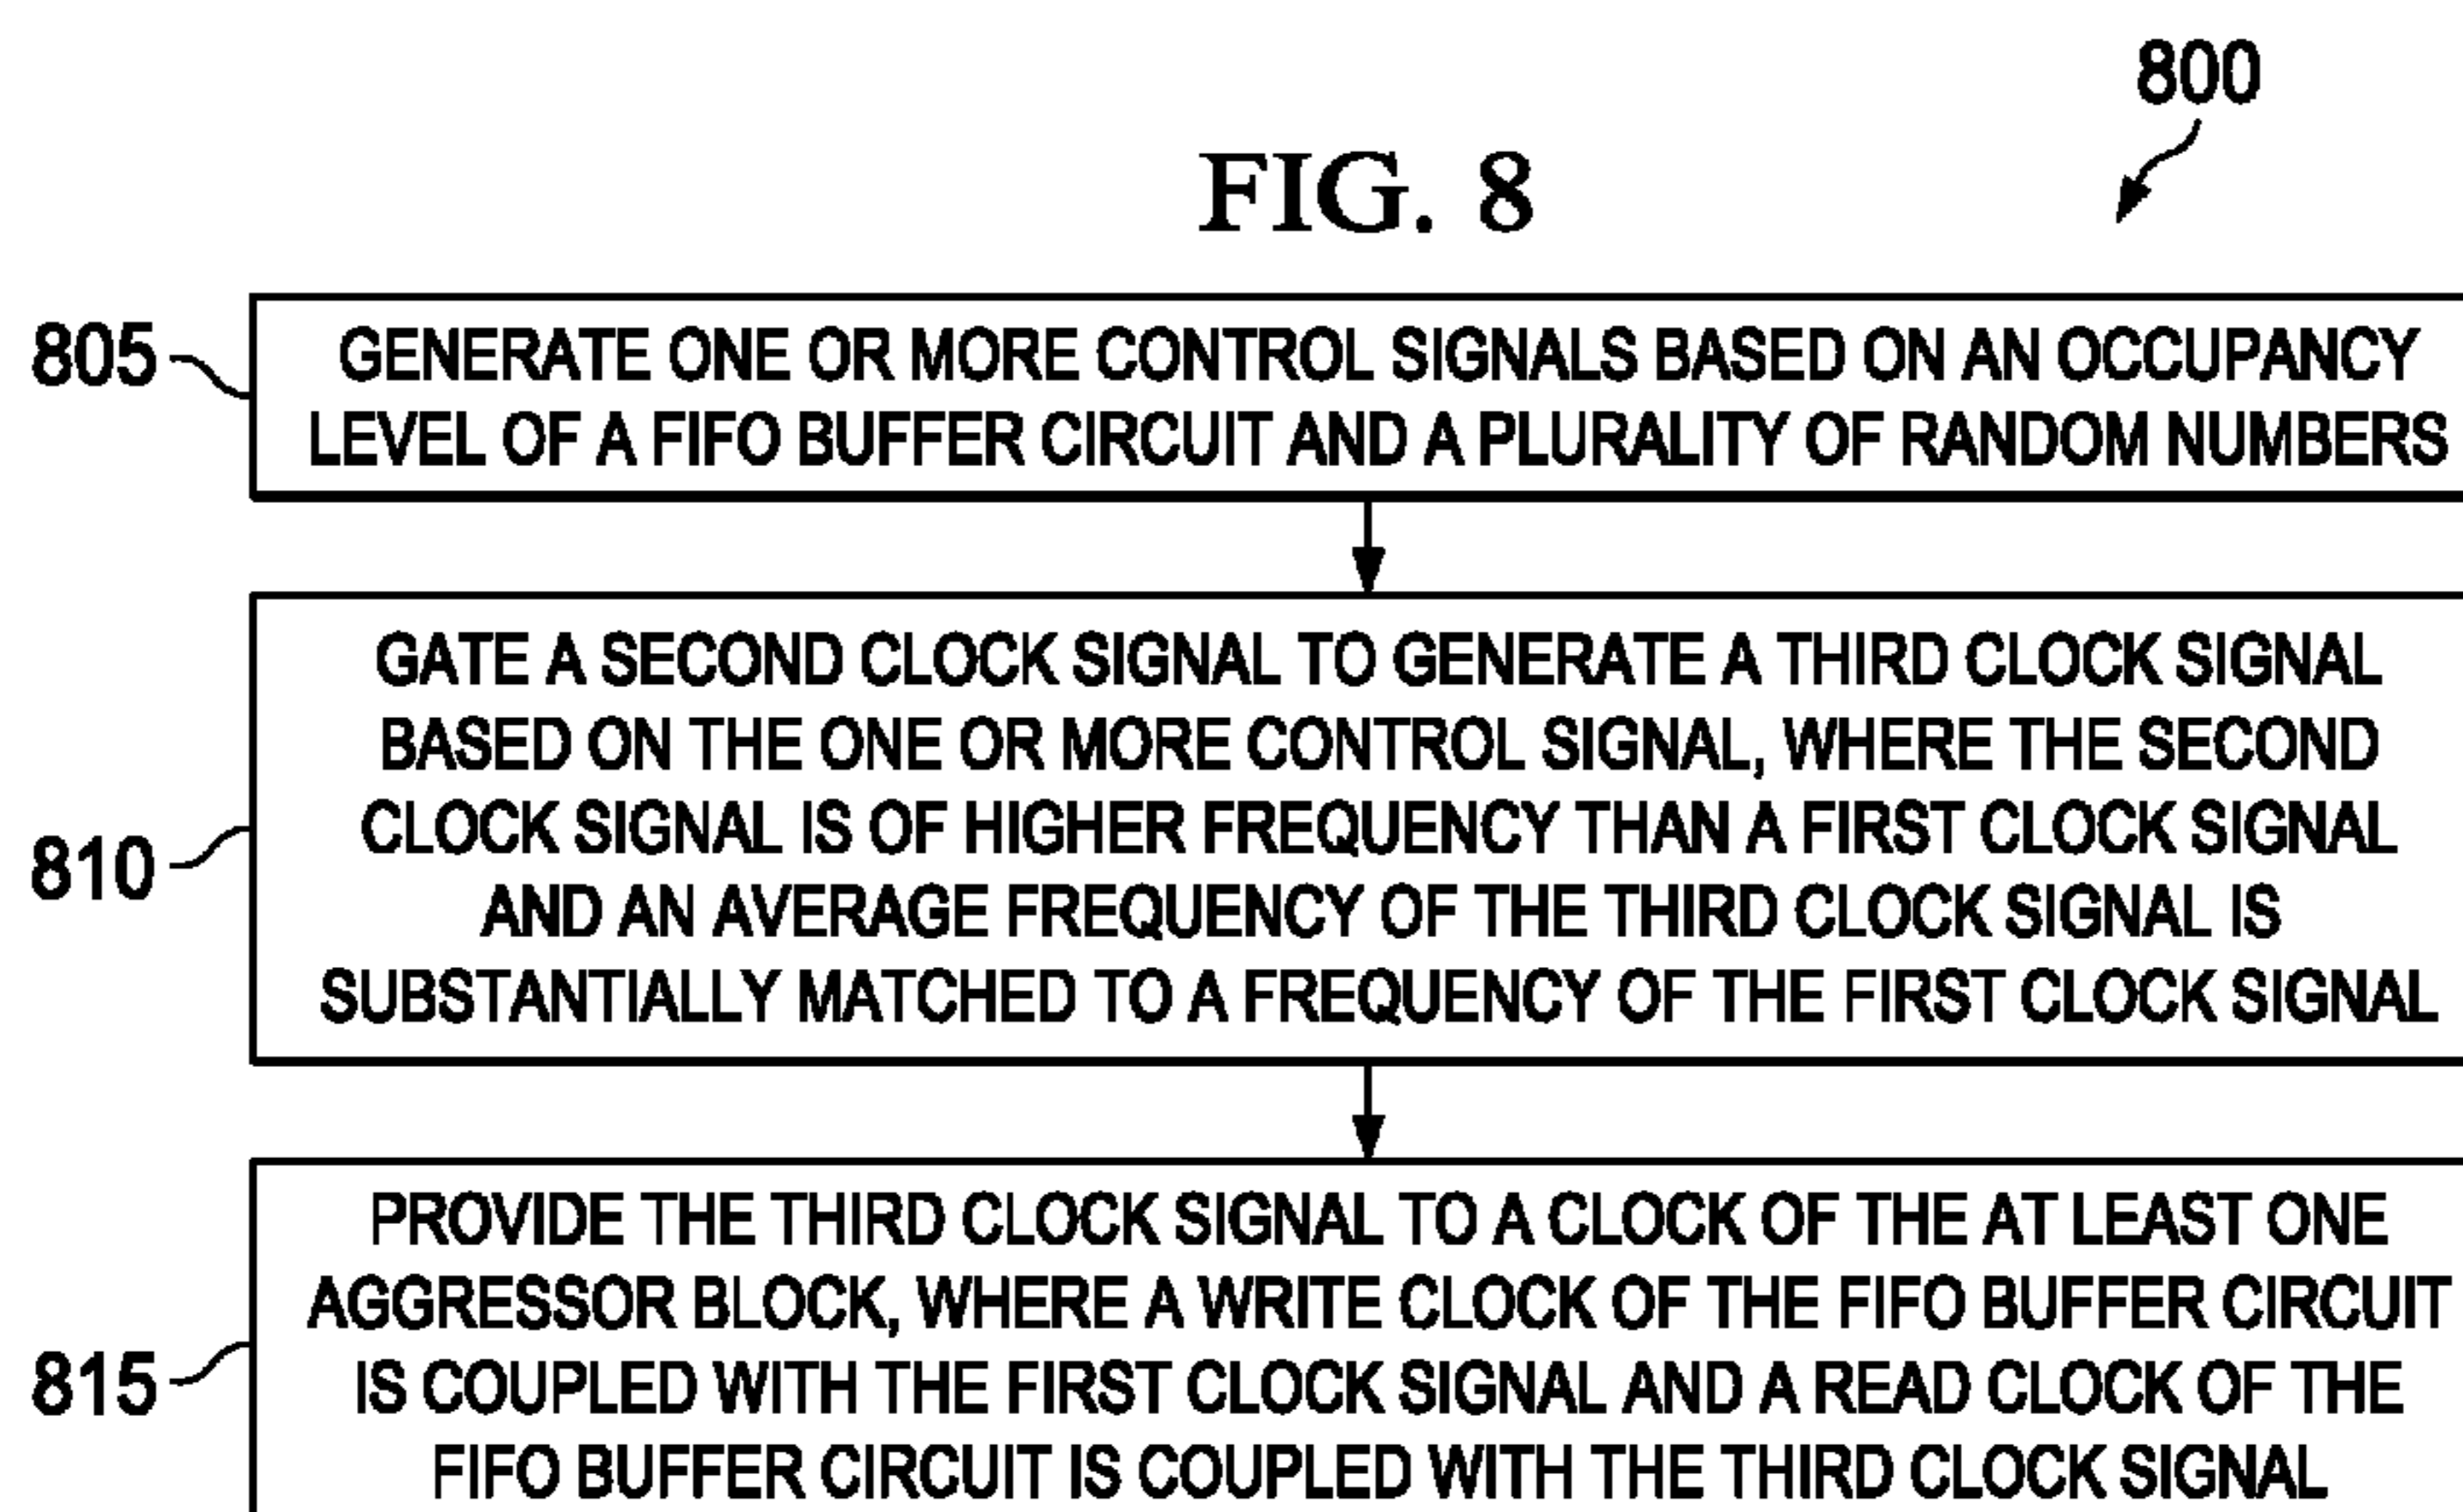 800
FIG. 8
805
GENERATE ONE OR MORE CONTROL SIGNALS BASED ON AN OCCUPANCY
LEVEL OF A FIFO BUFFER CIRCUIT AND A PLURALITY OF RANDOM NUMBERS
810
GATE A SECOND CLOCK SIGNAL TO GENERATE A THIRD CLOCK SIGNAL
BASED ON THE ONE OR MORE CONTROL SIGNAL, WHERE THE SECOND
CLOCK SIGNAL IS OF HIGHER FREQUENCY THAN A FIRST CLOCK SIGNAL
AND AN AVERAGE FREQUENCY OF THE THIRD CLOCK SIGNAL IS
SUBSTANTIALLY MATCHED TO A FREQUENCY OF THE FIRST CLOCK SIGNAL
815
PROVIDE THE THIRD CLOCK SIGNAL TO A CLOCK OF THE AT LEAST ONE
AGGRESSOR BLOCK, WHERE A WRITE CLOCK OF THE FIFO BUFFER CIRCUIT
IS COUPLED WITH THE FIRST CLOCK SIGNAL AND A READ CLOCK OF THE
FIFO BUFFER CIRCUIT IS COUPLED WITH THE THIRD CLOCK SIGNAL